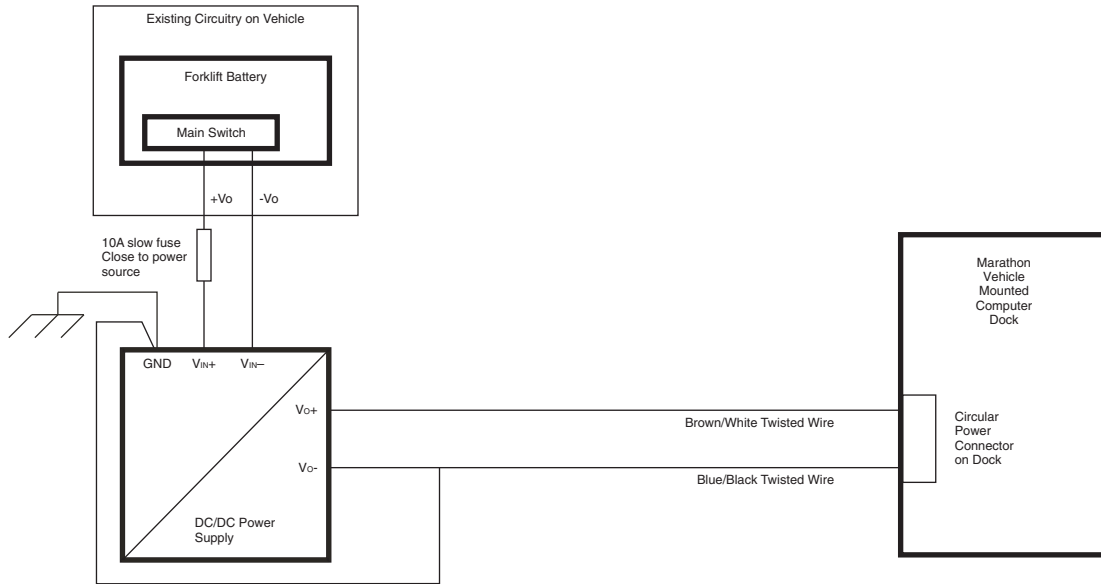 Existing Circuitry on Vehicle
Forklift Battery
Main Switch
+Vo
-Vo
10A slow fuse
Close to power
source
GND
VIN+
VIN–
VO+
VO-
DC/DC Power
Supply
Brown/White Twisted Wire
Blue/Black Twisted Wire
Marathon
Vehicle
Mounted
Computer
Dock
Circular
Power
Connector
on Dock